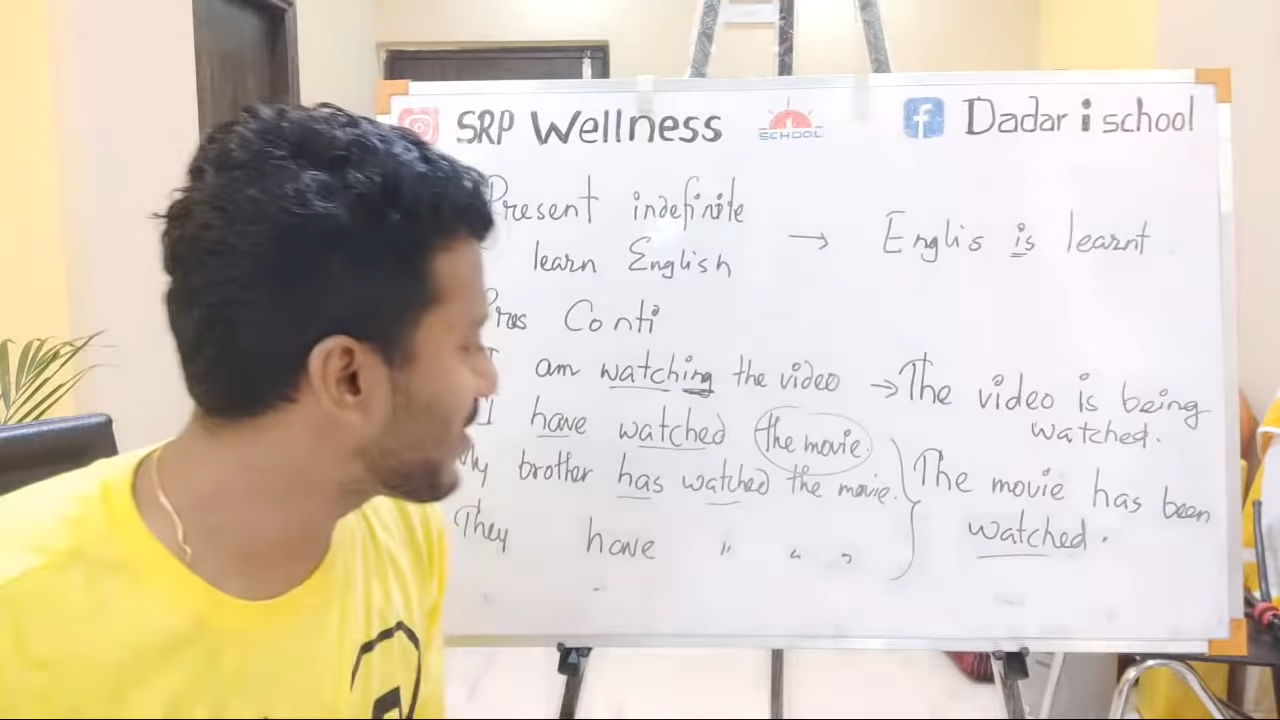 SRP Wellness SCHOOL Dadar i school
Present indefinite
learn English → Englis is learnt
Pres Conti
I am watching the video → The video is being
watched.
I have watched the movie.
My brother has watched the movie. The movie has been
watched.
They have " " "